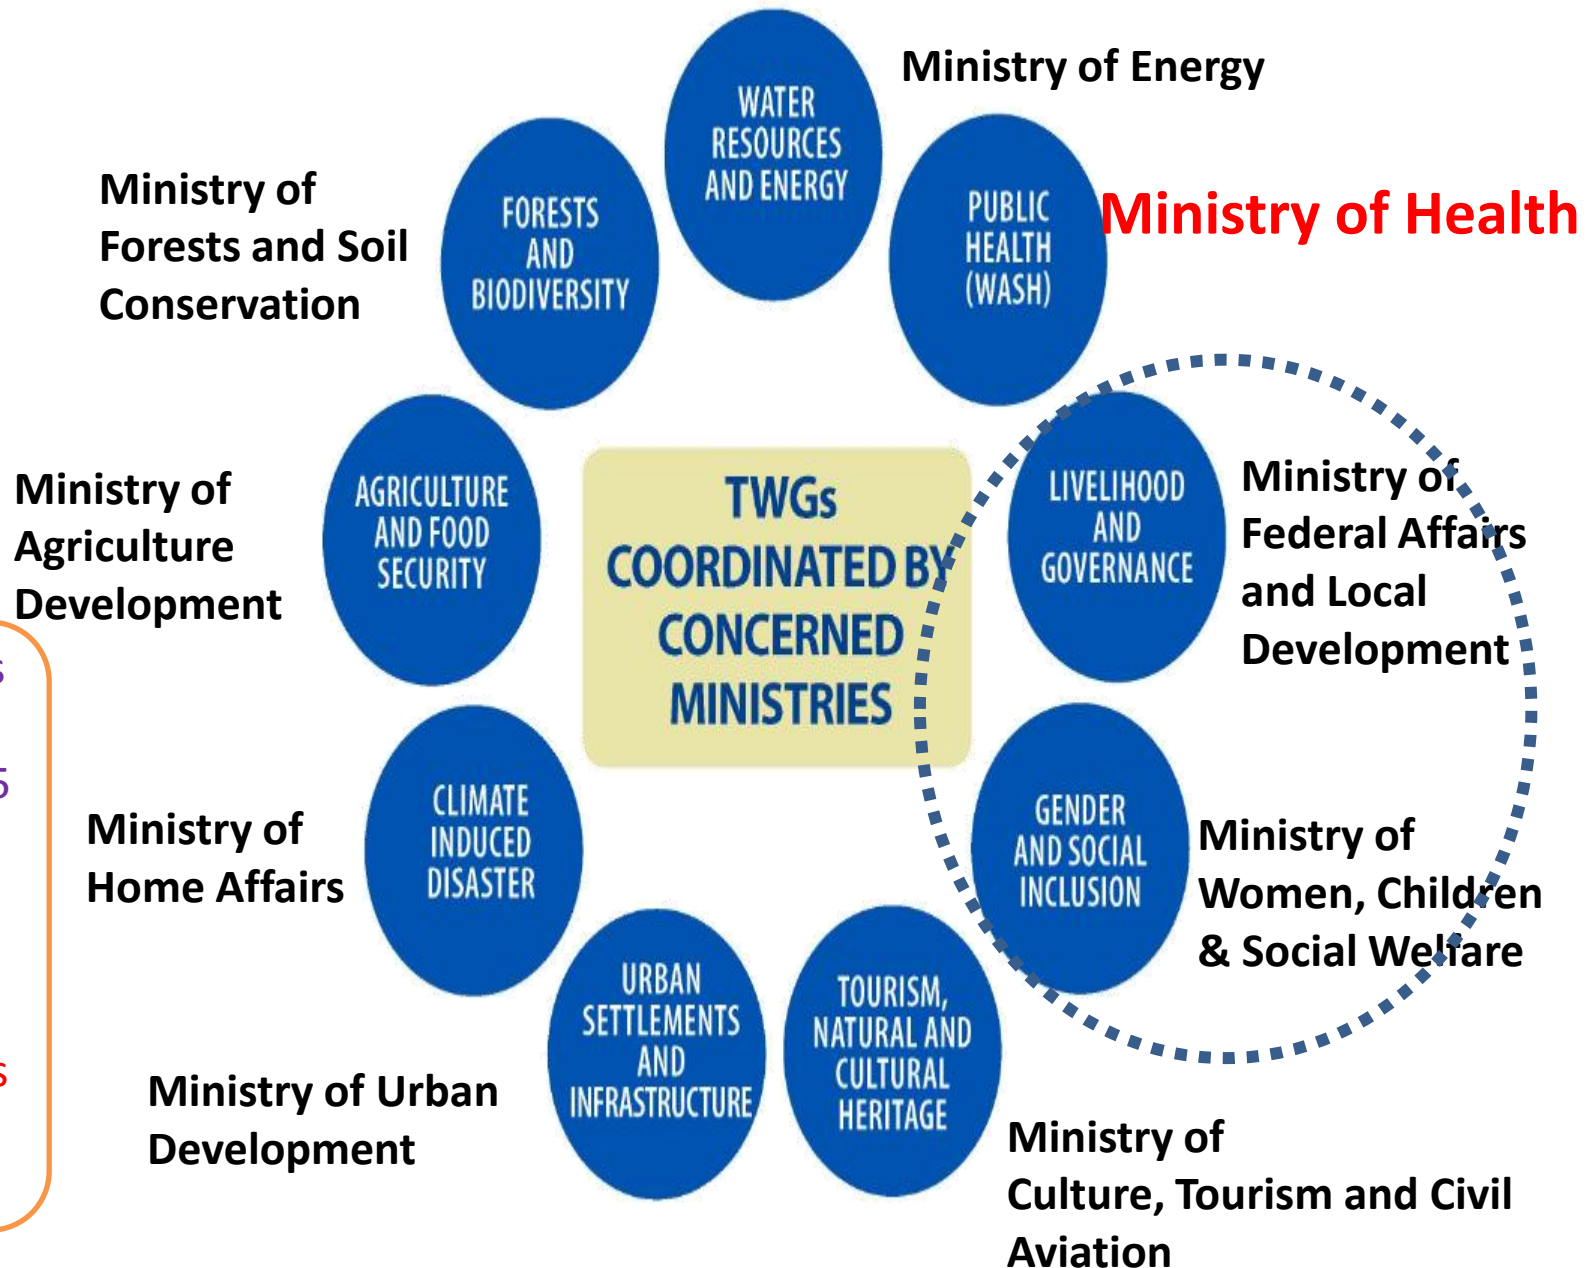 Ministry of Energy
WATER
RESOURCES
AND ENERGY
Ministry of
Forests and Soil
Conservation
FORESTS
AND
BIODIVERSITY
PUBLIC
HEALTH
(WASH)
Ministry of Health
Ministry of
Agriculture
Development
AGRICULTURE
AND FOOD
SECURITY
TWGs
COORDINATED BY
CONCERNED
MINISTRIES
LIVELIHOOD
AND
GOVERNANCE
Ministry of
Federal Affairs
and Local
Development
s
5
s
Ministry of
Home Affairs
CLIMATE
INDUCED
DISASTER
GENDER
AND SOCIAL
INCLUSION
Ministry of
Women, Children
& Social Welfare
Ministry of Urban
Development
URBAN
SETTLEMENTS
AND
INFRASTRUCTURE
TOURISM,
NATURAL AND
CULTURAL
HERITAGE
Ministry of
Culture, Tourism and Civil
Aviation